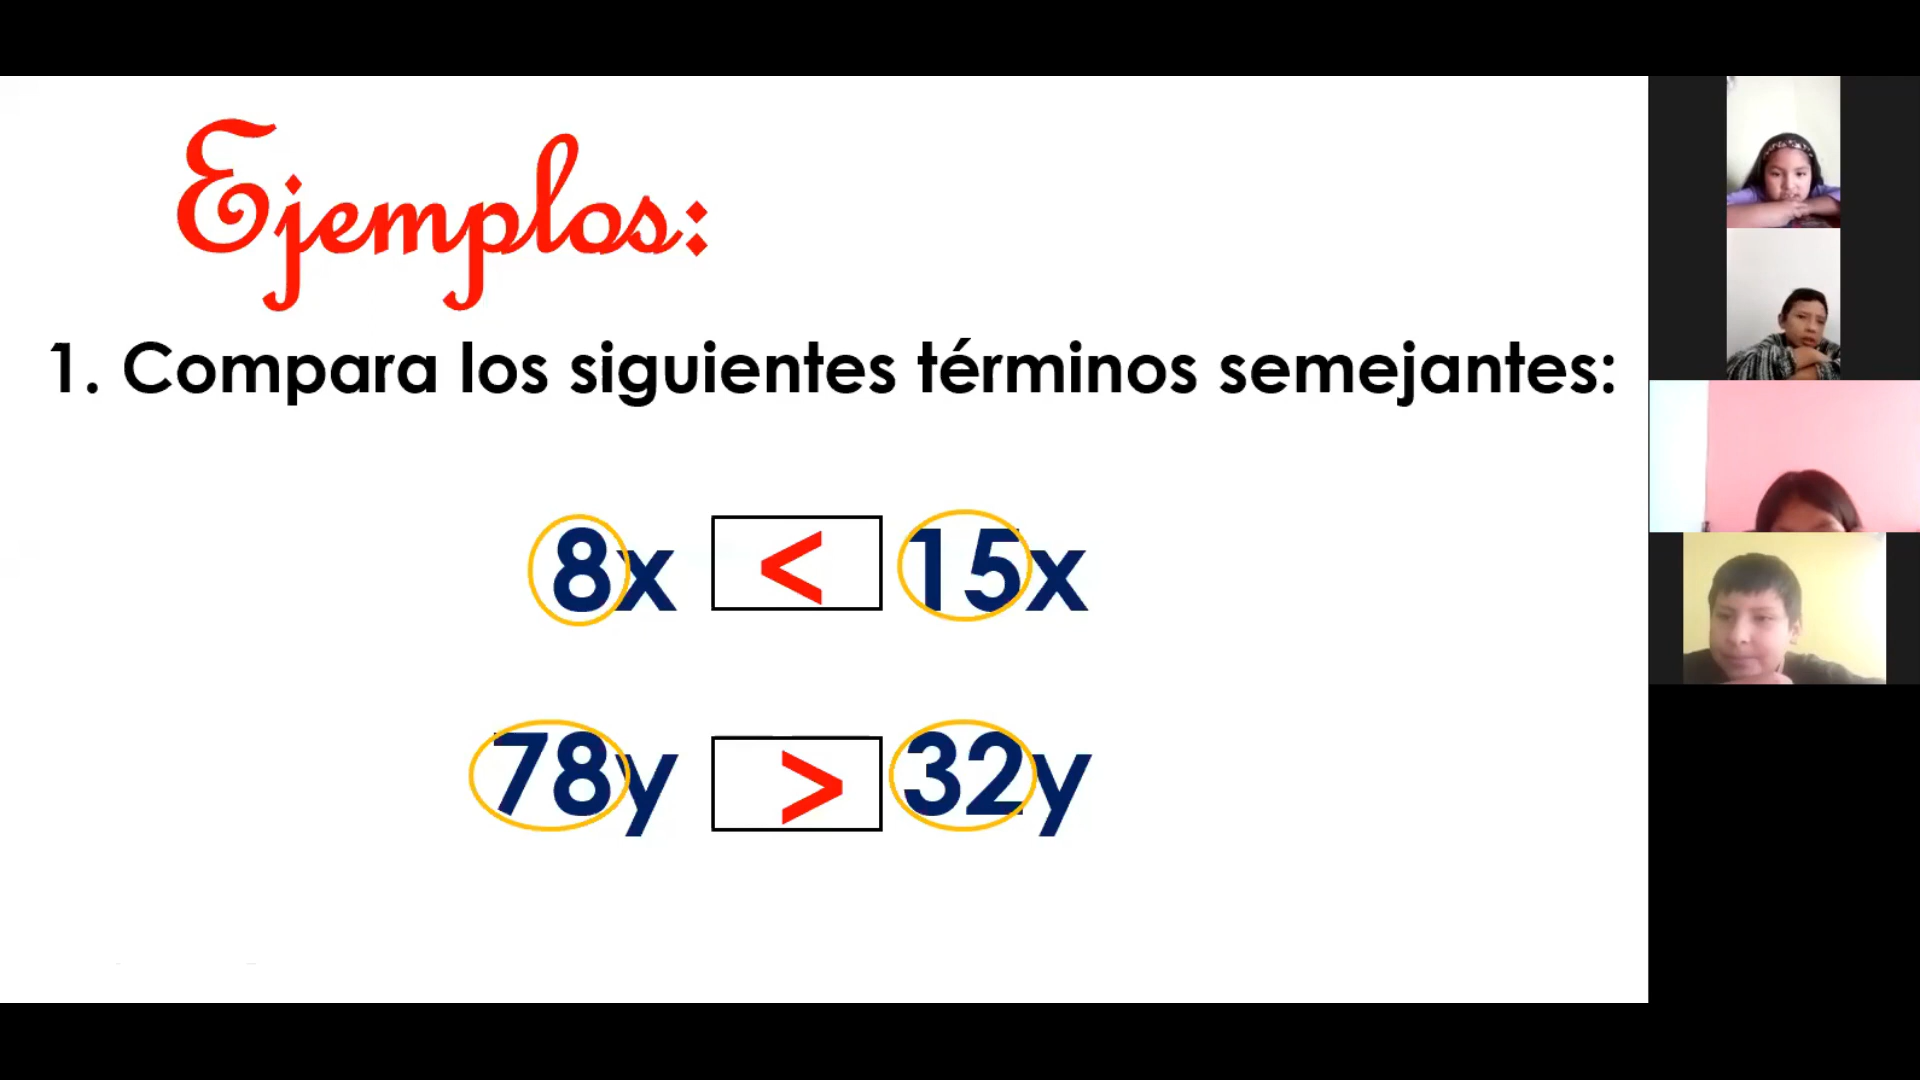 Ejemplos:
1. Compara los siguientes términos semejantes:
8x < 15x
78y > 32y